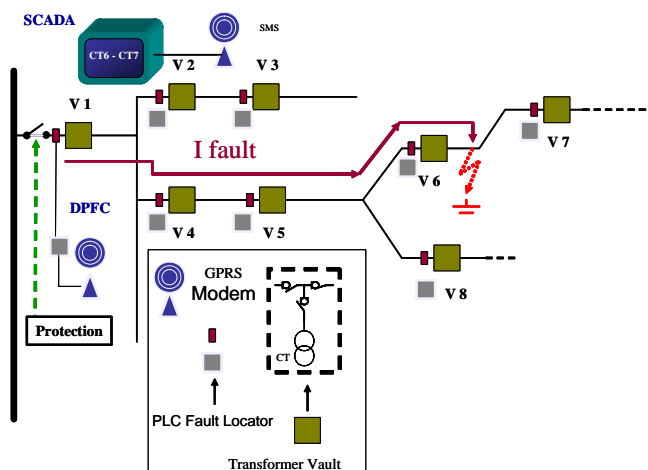 SCADA
SMS
CT6 - CT7
V 2
V 3
V 1
V 7
I fault
V 6
DPFC
V 4
V 5
V 8
GPRS
Modem
Protection
CT
PLC Fault Locator
Transformer Vault